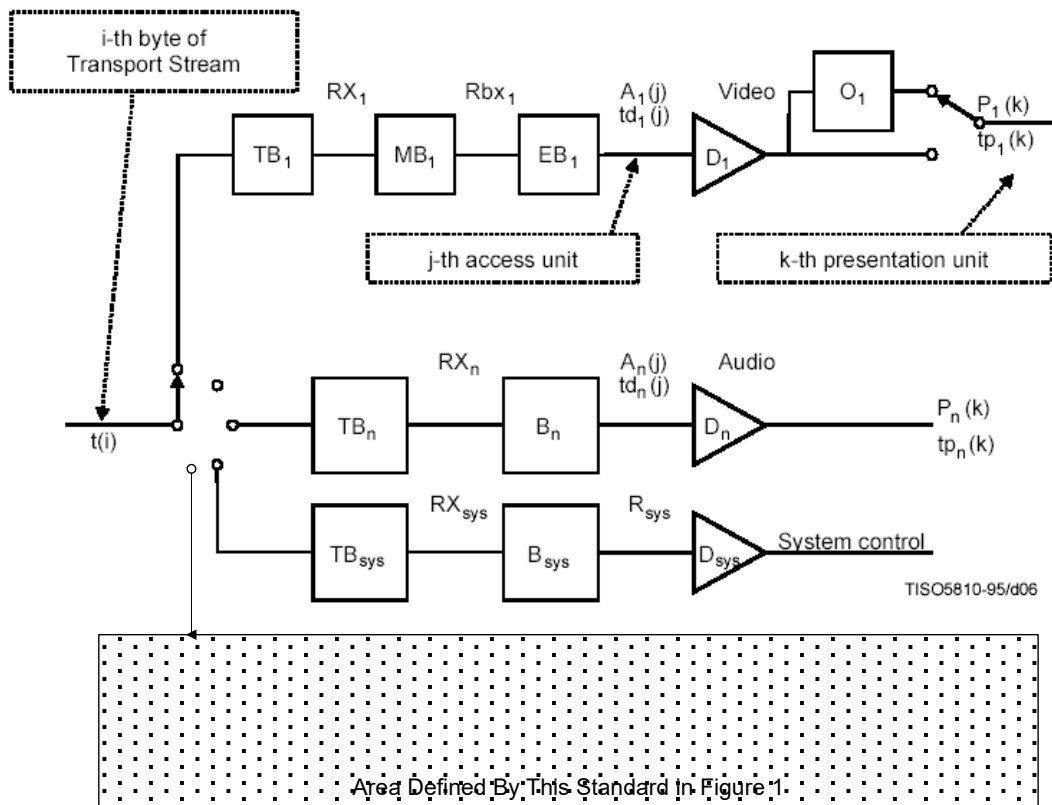 i-th byte of
Transport Stream
RX1
Rbx1
A1(j)
td1(j)
Video
O1
P1(k)
tp1(k)
TB1
MB1
EB1
D1
j-th access unit
k-th presentation unit
t(i)
RXn
An(j)
tdn(j)
Audio
TBn
Bn
Dn
Pn(k)
tpn(k)
RXsys
Rsys
TBsys
Bsys
Dsys
System control
TISO5810-95/d06
Area Defined By This Standard in Figure 1